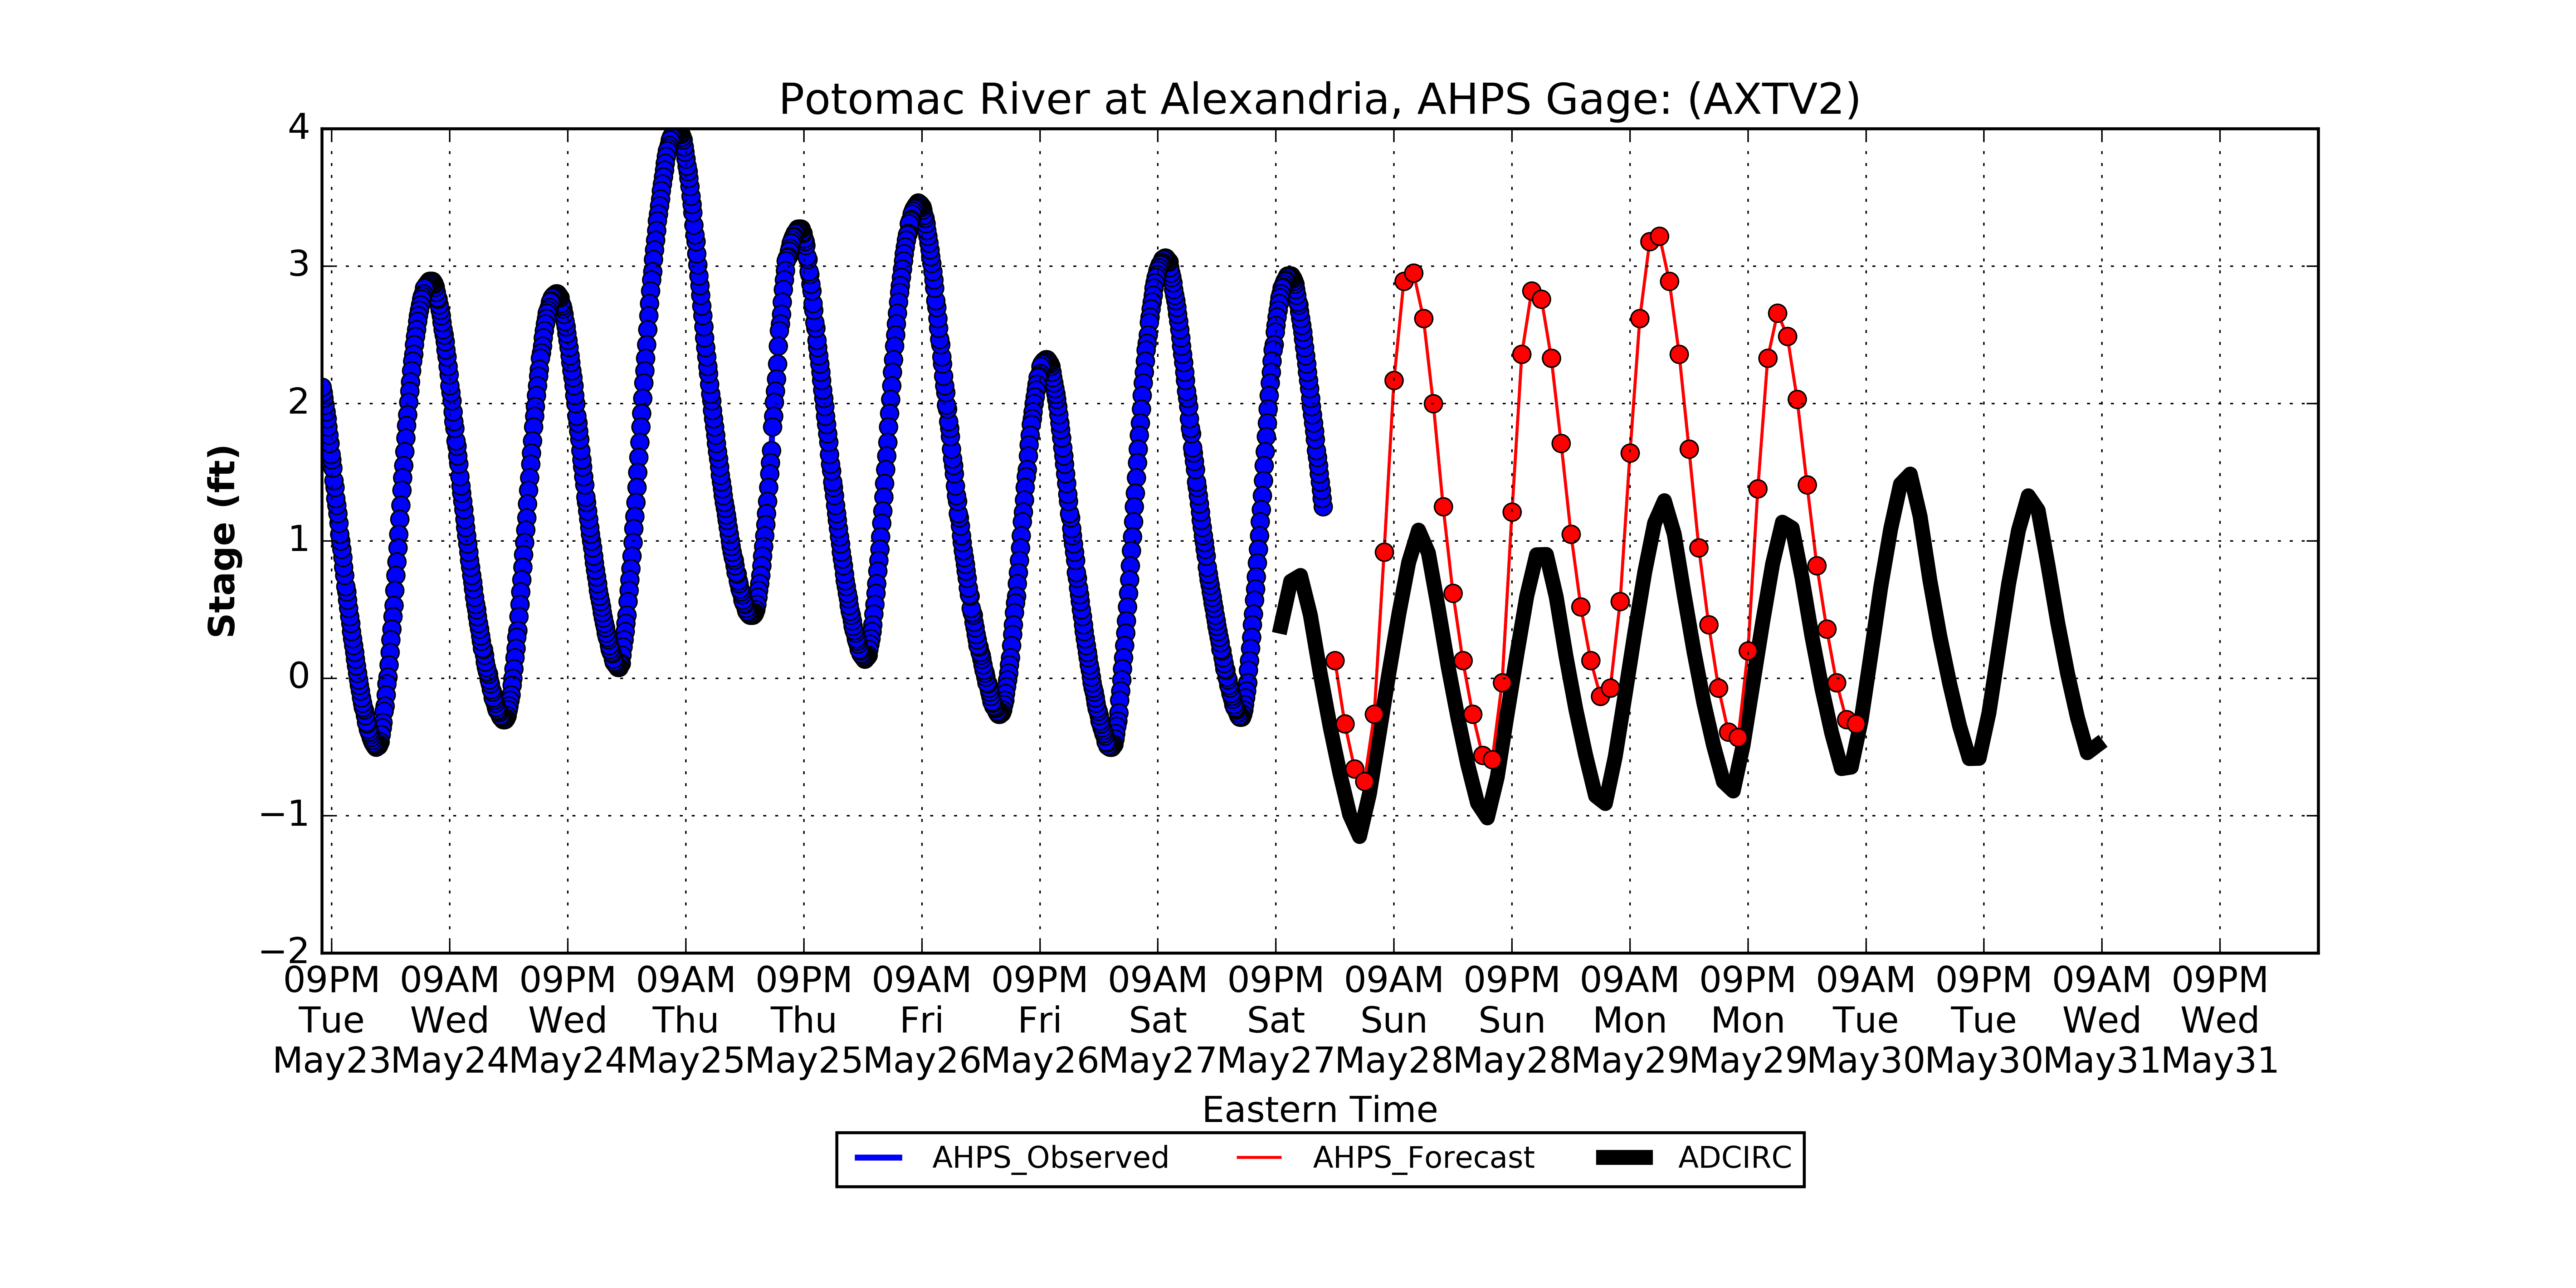 Potomac River at Alexandria, AHPS Gage: (AXTV2)
Stage (ft)
4
3
2
1
0
−1
−2
09PM 09AM 09PM 09AM 09PM 09AM 09PM 09AM 09PM 09AM 09PM 09AM 09PM 09AM 09PM 09AM 09PM
Tue Wed Wed Thu Thu Fri Fri Sat Sat Sun Sun Mon Mon Tue Tue Wed Wed
May23 May24 May24 May25 May25 May26 May26 May27 May27 May28 May28 May29 May29 May30 May30 May31 May31
Eastern Time
AHPS_Observed AHPS_Forecast ADCIRC